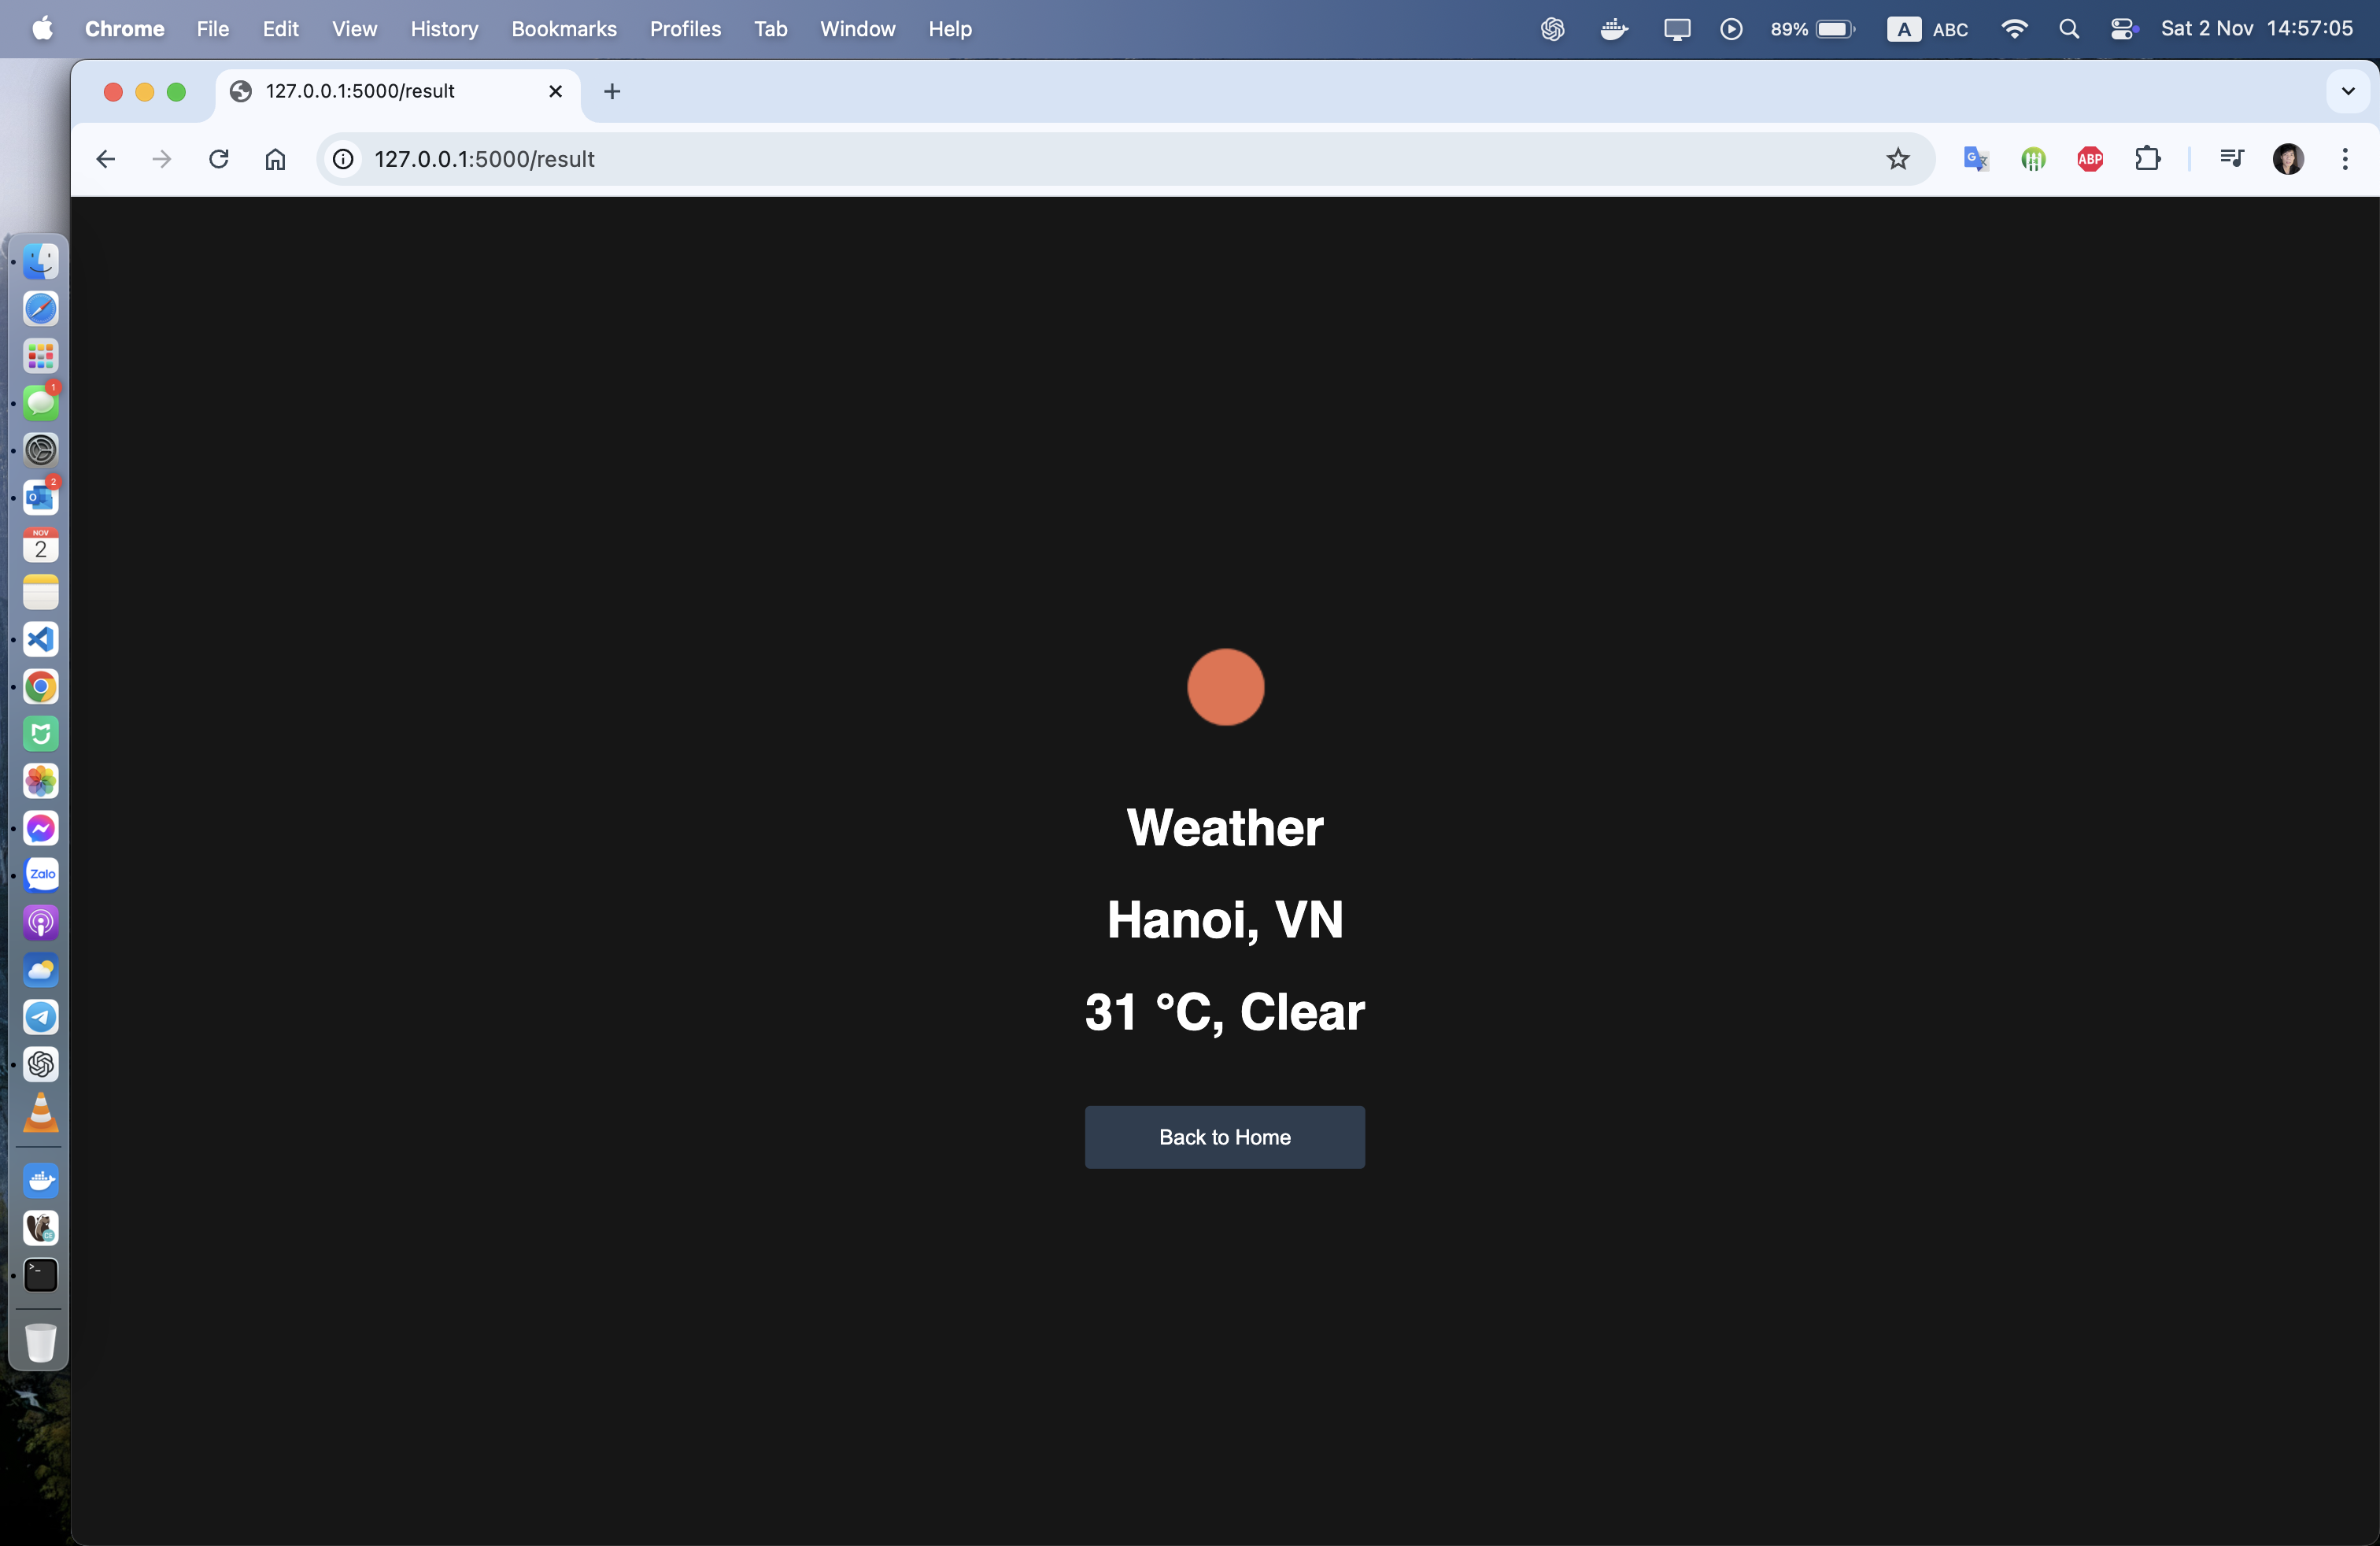 Chrome File Edit View History Bookmarks Profiles Tab Window Help 89% A ABC Sat 2 Nov 14:57:05
127.0.0.1:5000/result
127.0.0.1:5000/result
ABP
1
2
NOV
2
Zalo
CE
>_
Weather
Hanoi, VN
31 °C, Clear
Back to Home